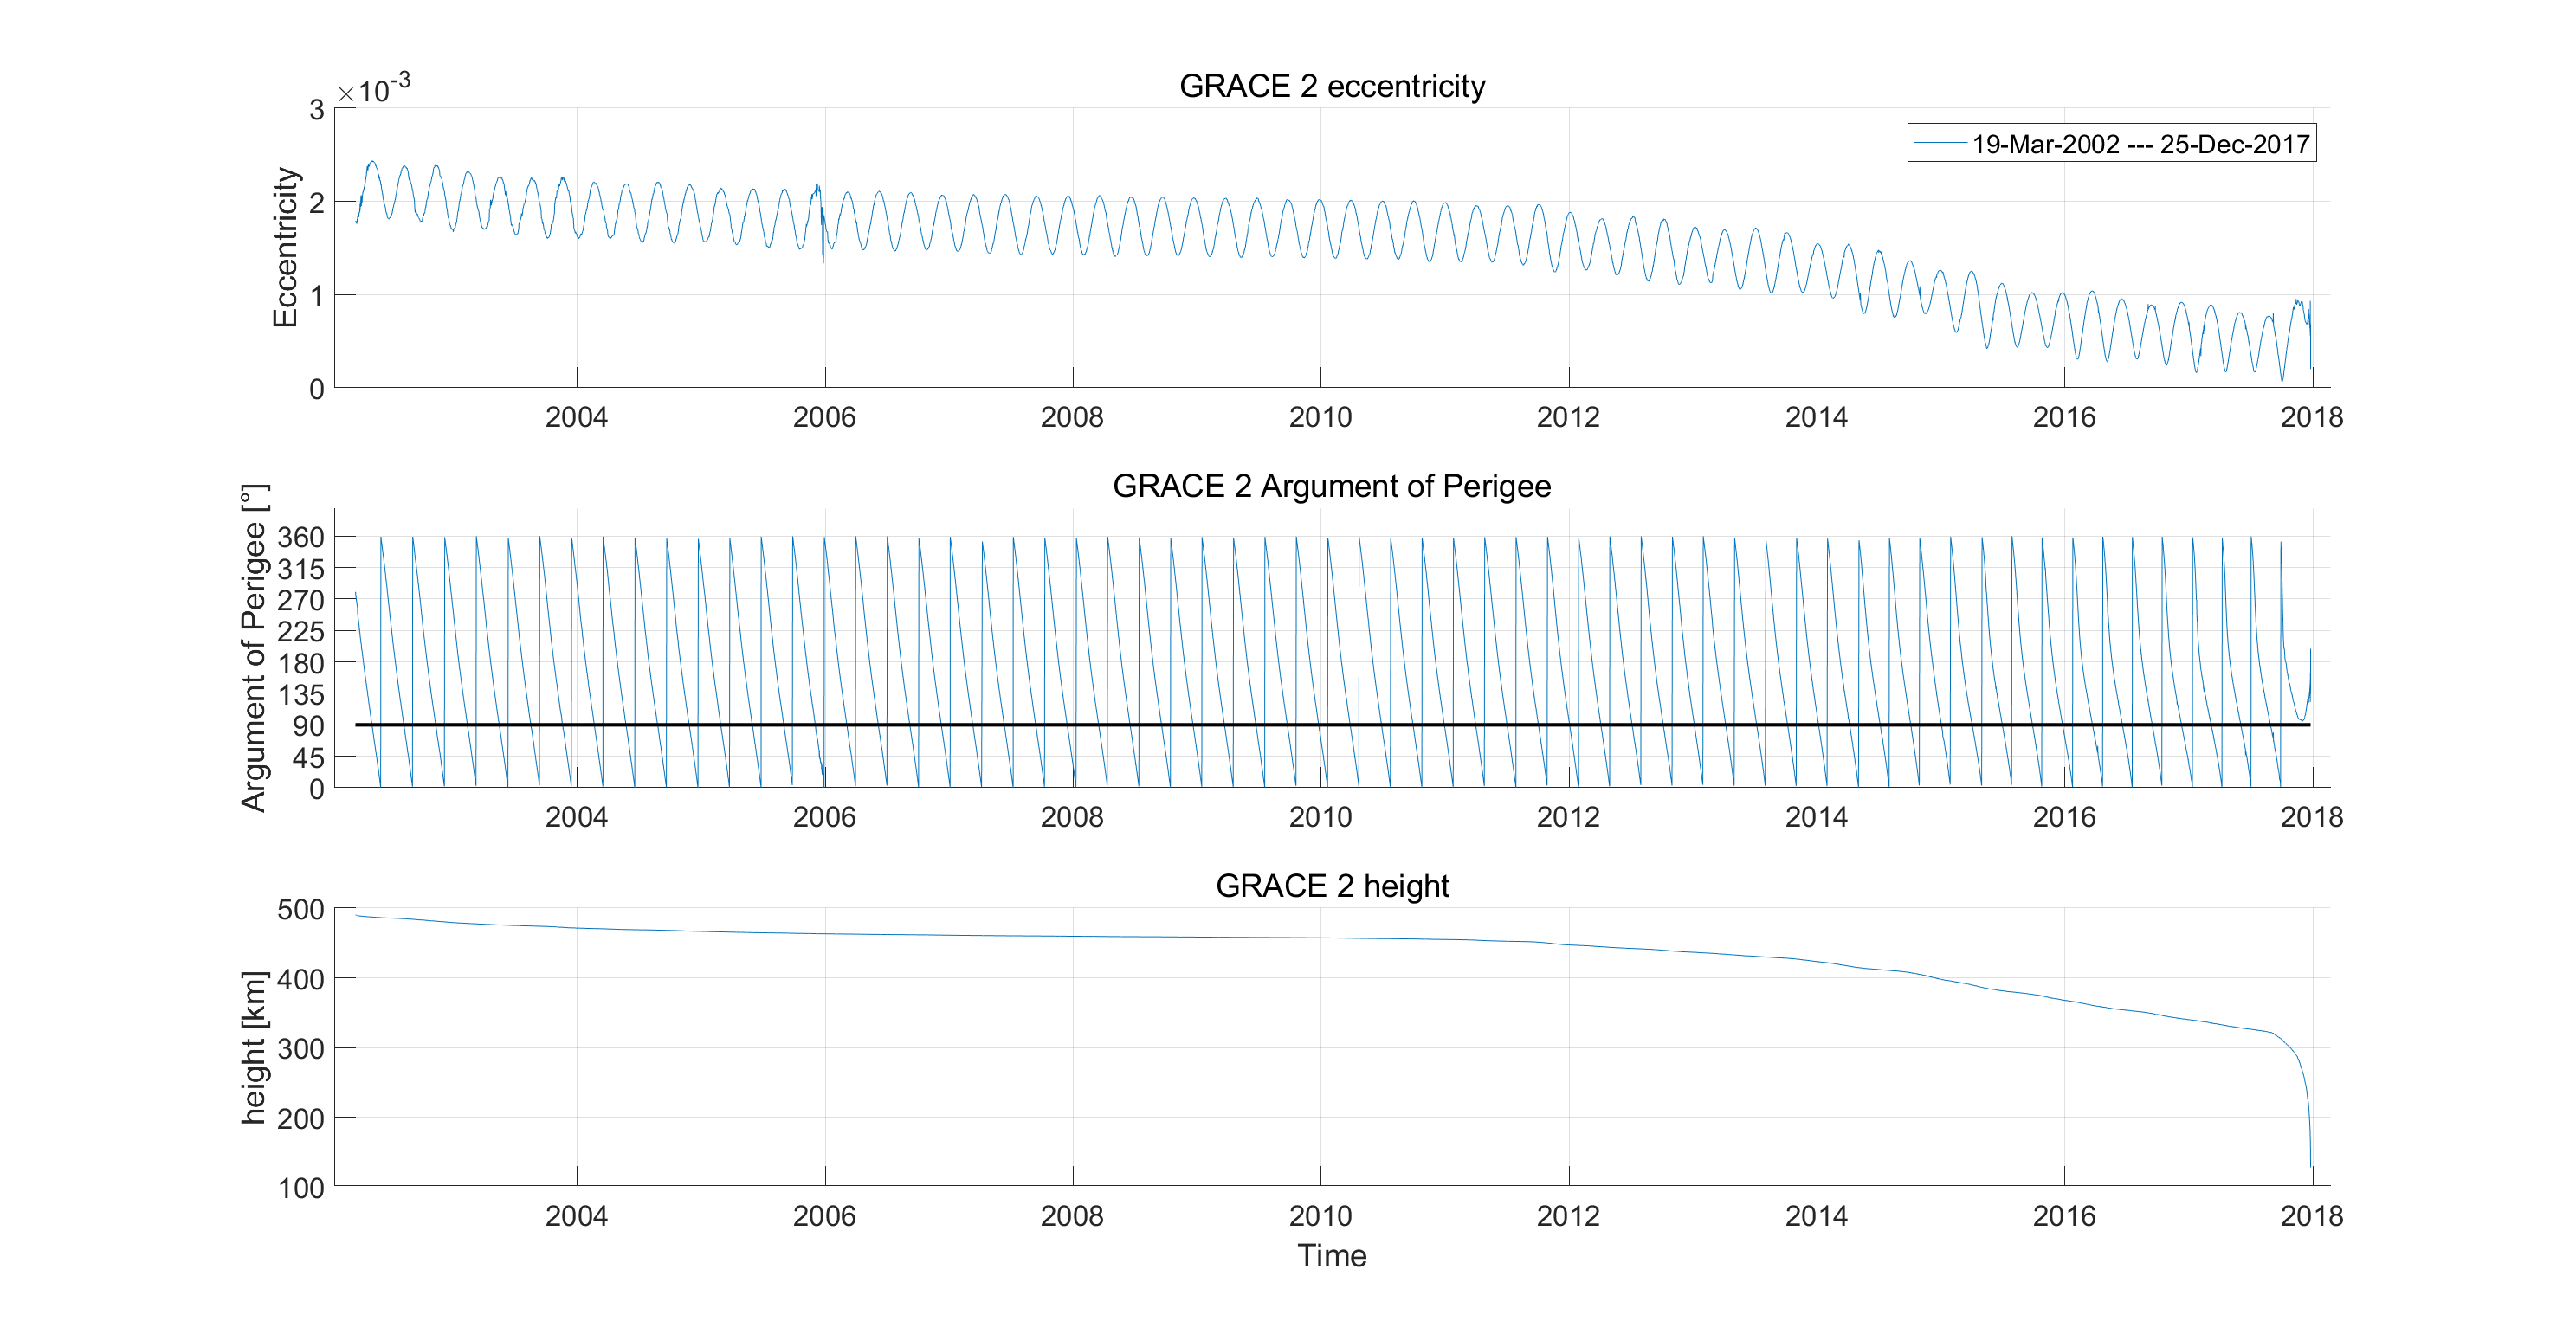 GRACE 2 eccentricity
×10-3
3
2
1
0
Eccentricity
19-Mar-2002 --- 25-Dec-2017
2004 2006 2008 2010 2012 2014 2016 2018
GRACE 2 Argument of Perigee
Argument of Perigee [°]
360
315
270
225
180
135
90
45
0
2004 2006 2008 2010 2012 2014 2016 2018
GRACE 2 height
height [km]
500
400
300
200
100
2004 2006 2008 2010 2012 2014 2016 2018
Time